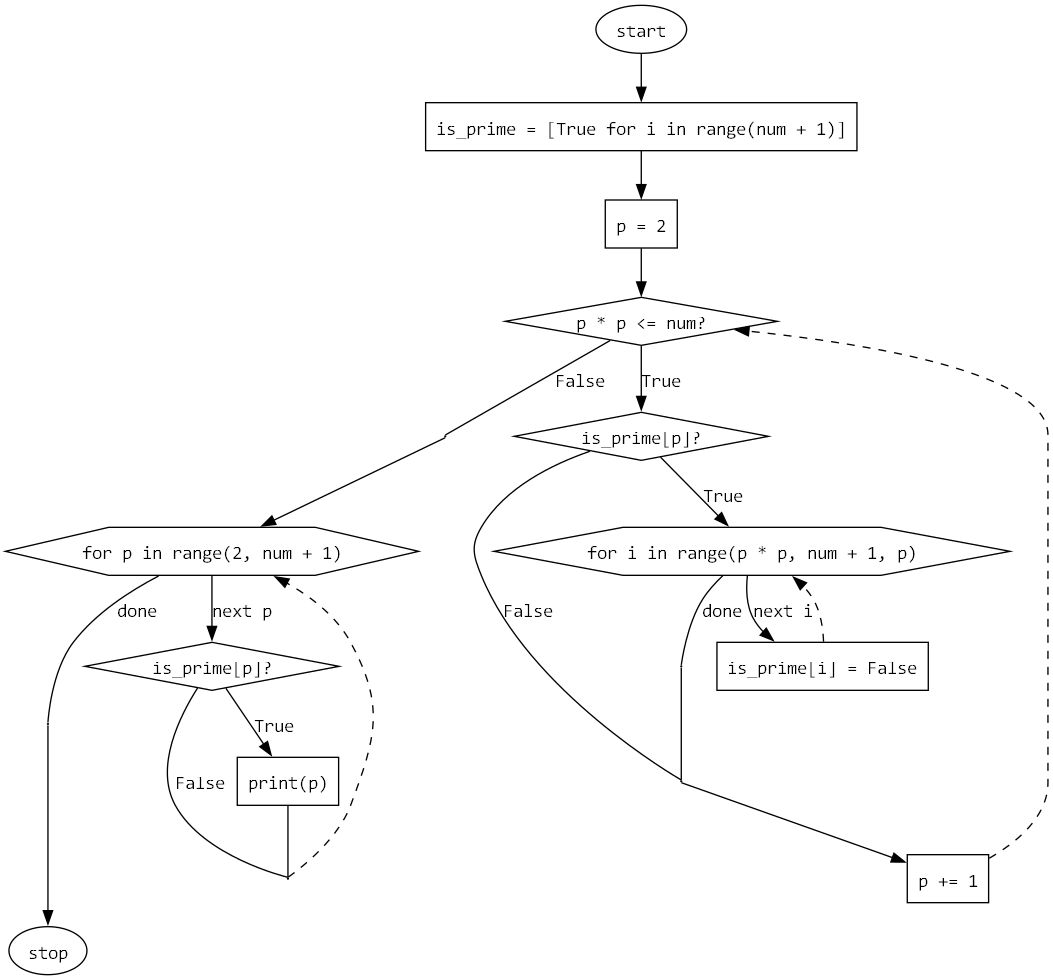 start
is_prime = [True for i in range(num + 1)]
p = 2
p * p <= num?
False
True
is_prime[p]?
True
for p in range(2, num + 1)
for i in range(p * p, num + 1, p)
done
next p
False
done
next i
is_prime[p]?
is_prime[i] = False
True
False
print(p)
p += 1
stop